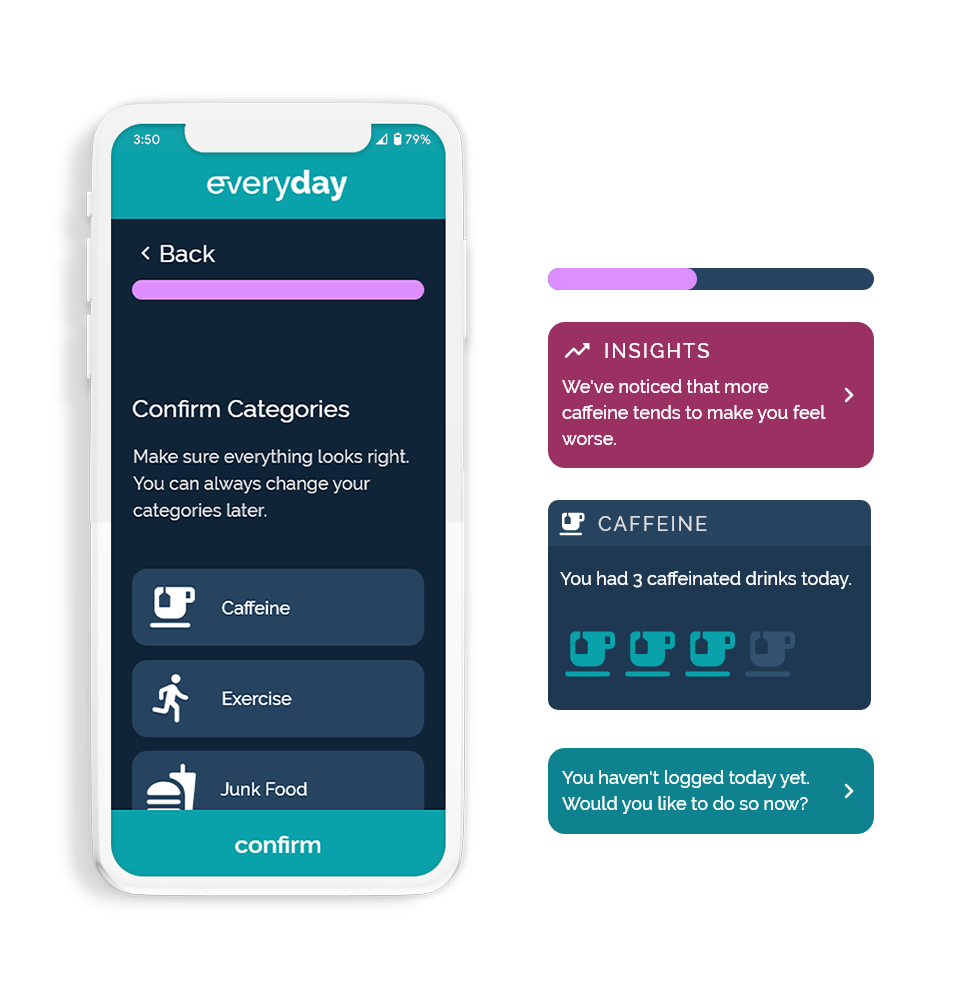 3:50 79%
everyday
Back
Confirm Categories
Make sure everything looks right.
You can always change your
categories later.
Caffeine
Exercise
Junk Food
confirm
INSIGHTS
We've noticed that more
caffeine tends to make you feel
worse.
CAFFEINE
You had 3 caffeinated drinks today.
You haven't logged today yet.
Would you like to do so now?